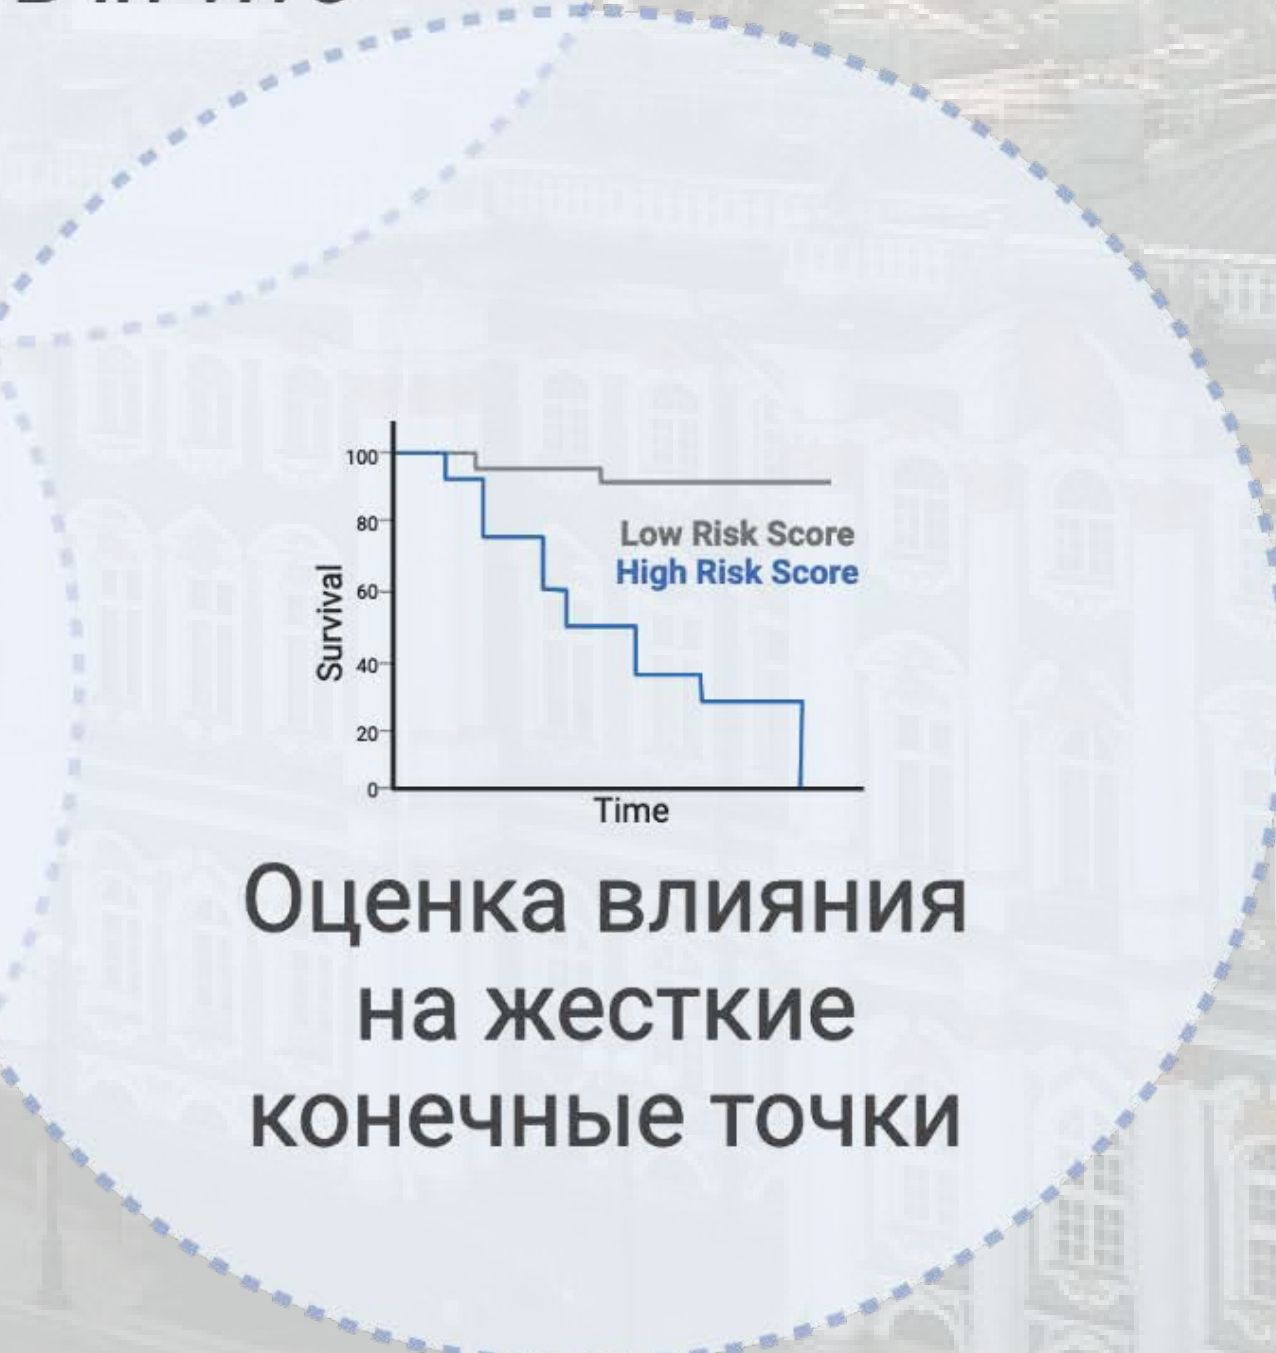 100
80
60
40
20
0
Survival
Low Risk Score
High Risk Score
Time
Оценка влияния
на жесткие
конечные точки